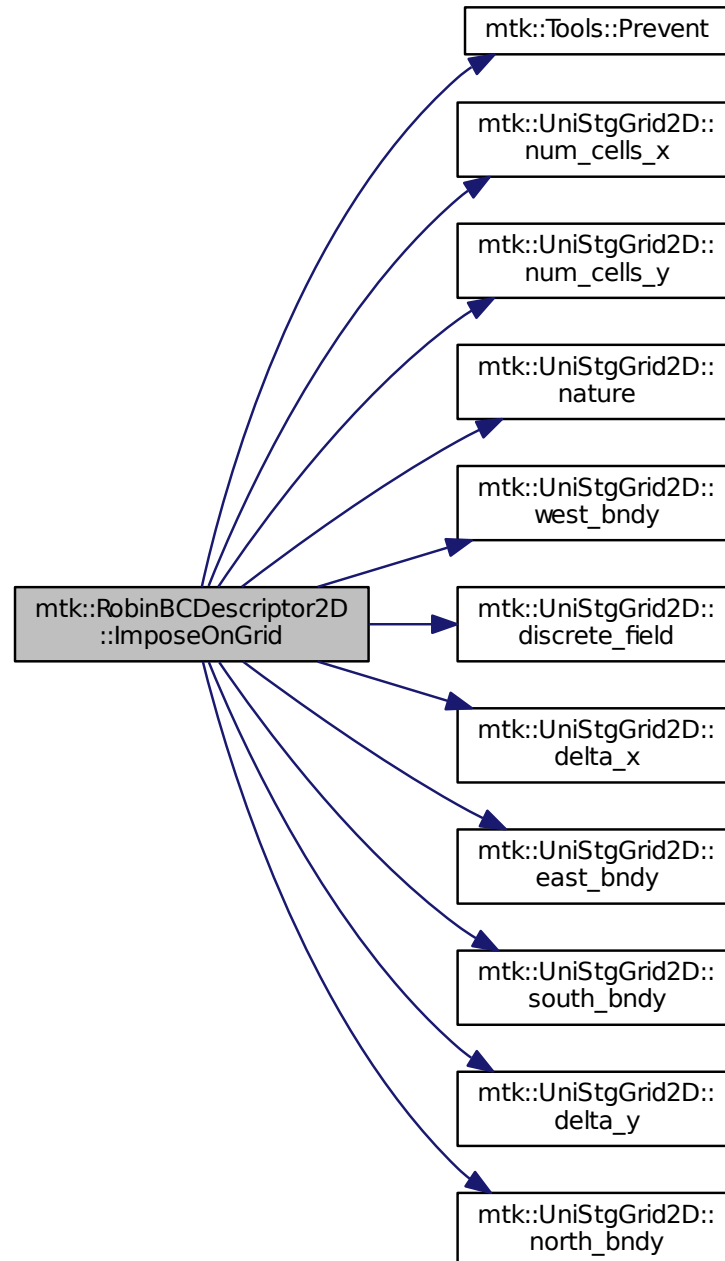 mtk::Tools::Prevent
mtk::UniStgGrid2D::
num_cells_x
mtk::UniStgGrid2D::
num_cells_y
mtk::UniStgGrid2D::
nature
mtk::UniStgGrid2D::
west_bndy
mtk::RobinBCDescriptor2D
::ImposeOnGrid
mtk::UniStgGrid2D::
discrete_field
mtk::UniStgGrid2D::
delta_x
mtk::UniStgGrid2D::
east_bndy
mtk::UniStgGrid2D::
south_bndy
mtk::UniStgGrid2D::
delta_y
mtk::UniStgGrid2D::
north_bndy